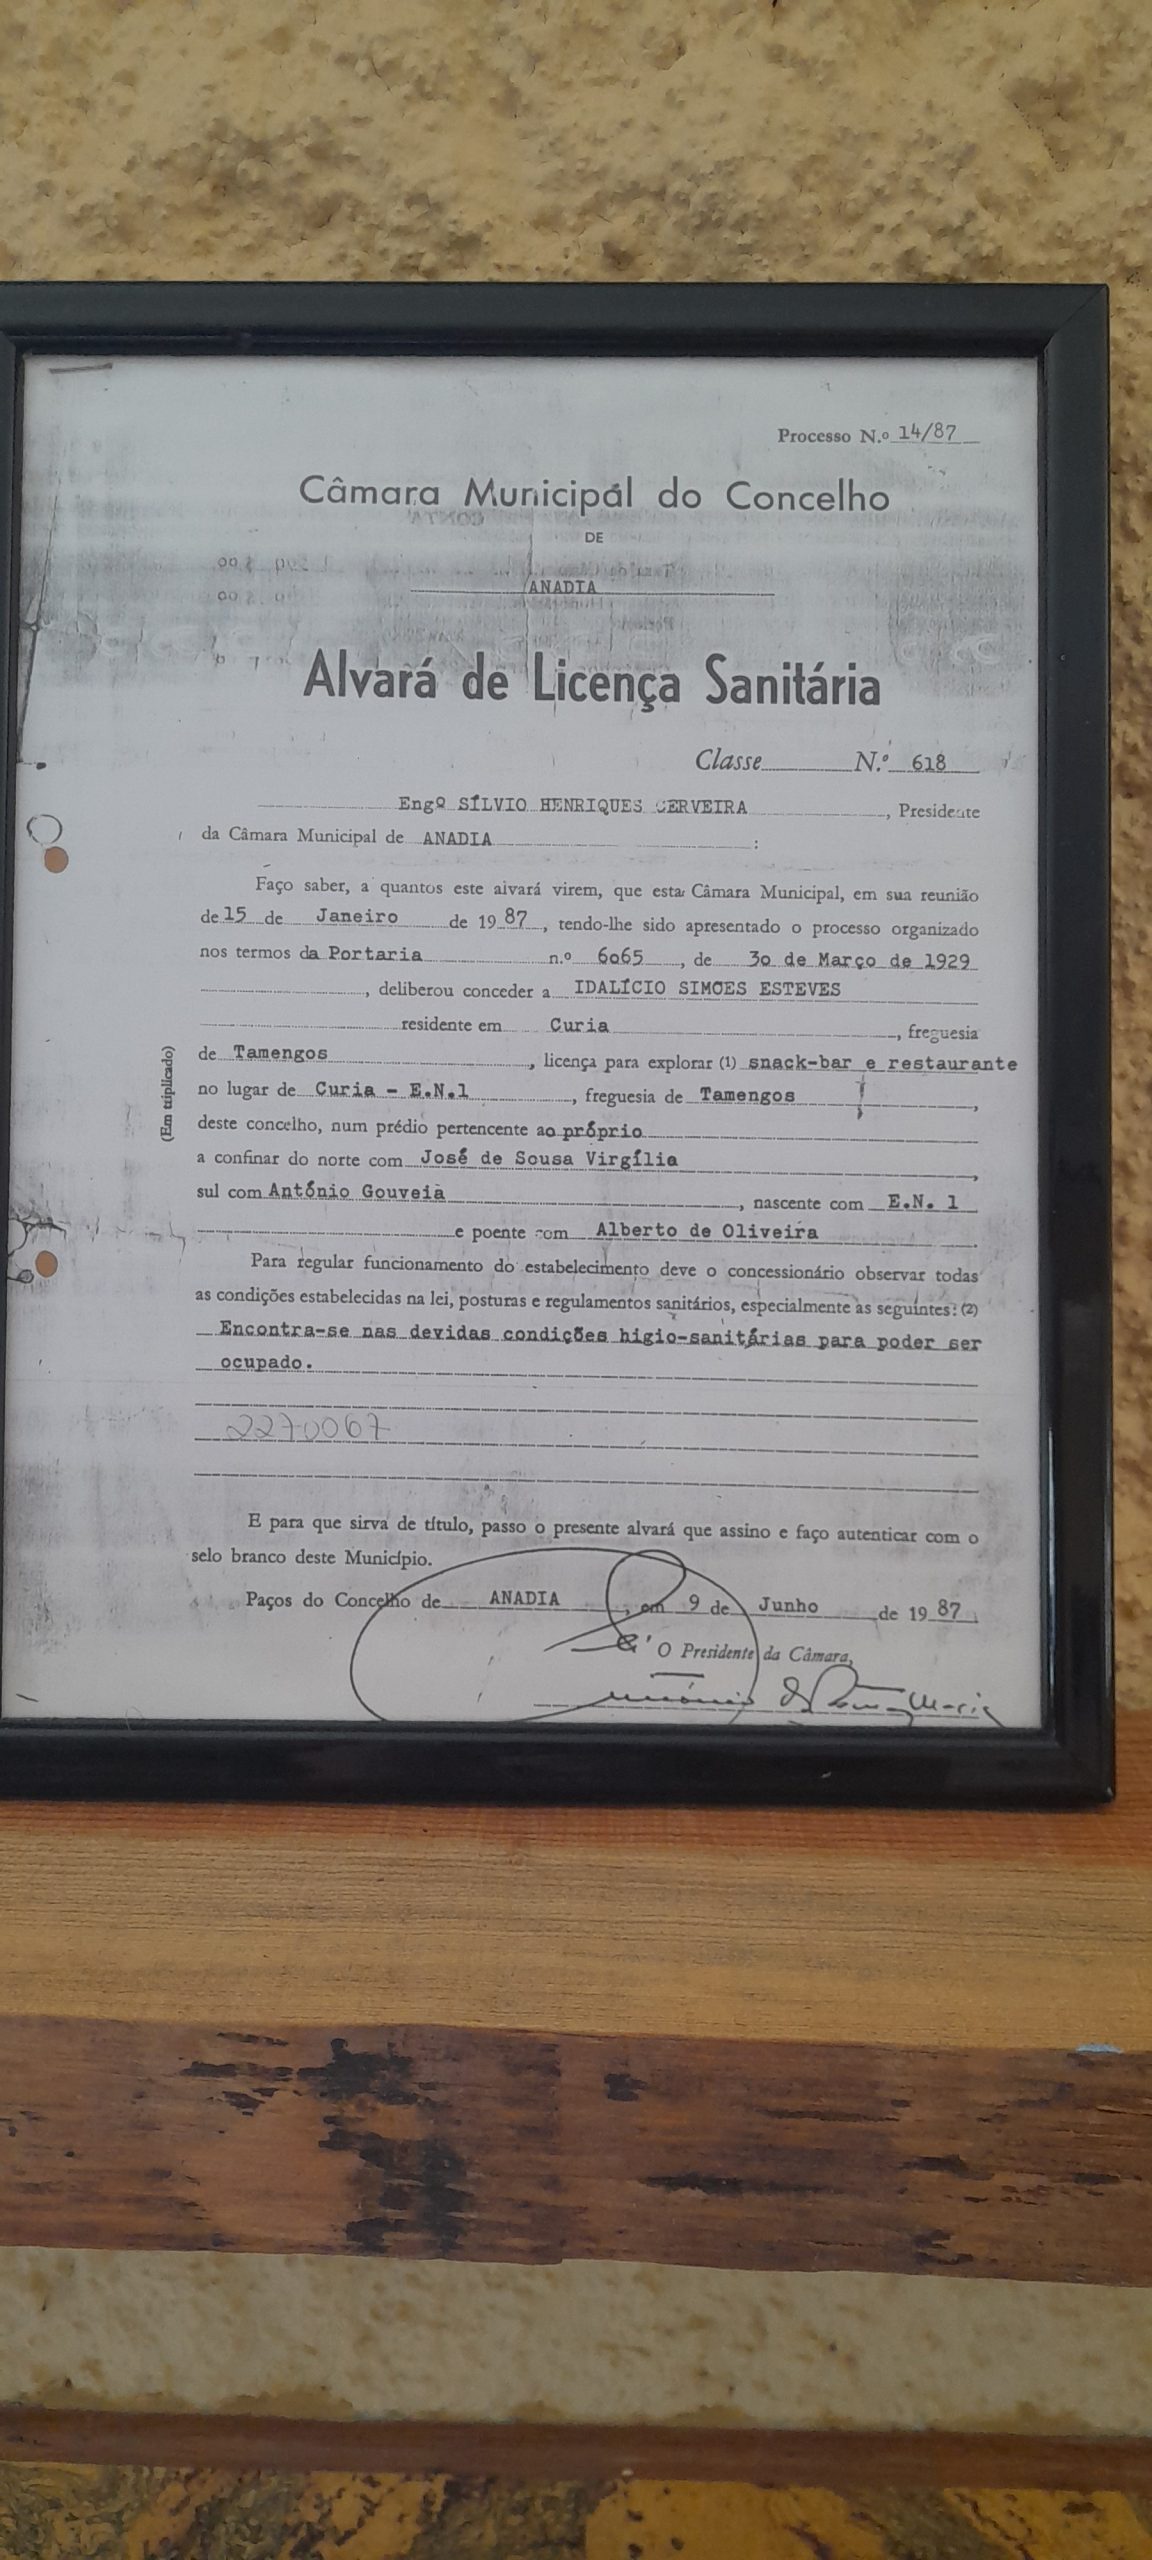 Processo N.º 14/87
Câmara Municipal do Concelho
DE
ANADIA
Alvará de Licença Sanitária
Classe N.º 618
Engº SÍLVIO HENRIQUES CERVEIRA, Presidente
da Câmara Municipal de ANADIA:
Faço saber, a quantos este alvará virem, que esta Câmara Municipal, em sua reunião
de 15 de Janeiro de 1987, tendo-lhe sido apresentado o processo organizado
nos termos da Portaria n.º 6065, de 30 de Março de 1929
, deliberou conceder a IDALÍCIO SIMOES ESTEVES
residente em Curia, freguesia
de Tamengos, licença para explorar (1) snack-bar e restaurante
no lugar de Curia - E.N.1, freguesia de Tamengos,
deste concelho, num prédio pertencente ao próprio
a confinar do norte com José de Sousa Virgília,
sul com António Gouveia, nascente com E.N. 1
e poente com Alberto de Oliveira.
Para regular funcionamento do estabelecimento deve o concessionário observar todas
as condições estabelecidas na lei, posturas e regulamentos sanitários, especialmente as seguintes: (2)
Encontra-se nas devidas condições higio-sanitárias para poder ser
ocupado.
2270067
E para que sirva de título, passo o presente alvará que assino e faço autenticar com o
selo branco deste Município.
Paços do Concelho de ANADIA, em 9 de Junho de 1987
O Presidente da Câmara,
(Em triplicado)